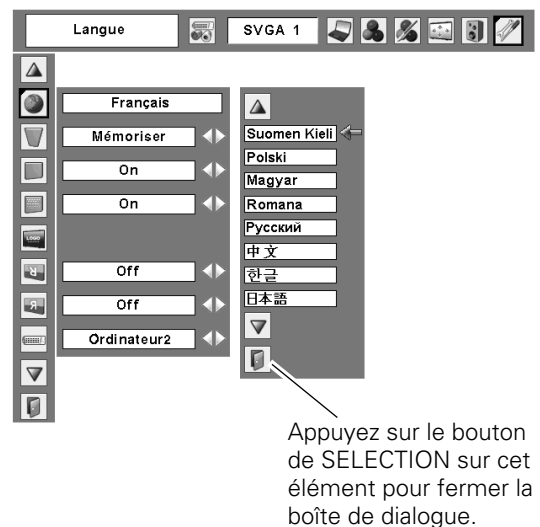 Langue
SVGA 1
Français
Mémoriser
On
On
LOGO
Off
Off
Ordinateur2
Suomen Kieli
Polski
Magyar
Romana
Русский
中文
한글
日本語
Appuyez sur le bouton
de SELECTION sur cet
élément pour fermer la
boîte de dialogue.